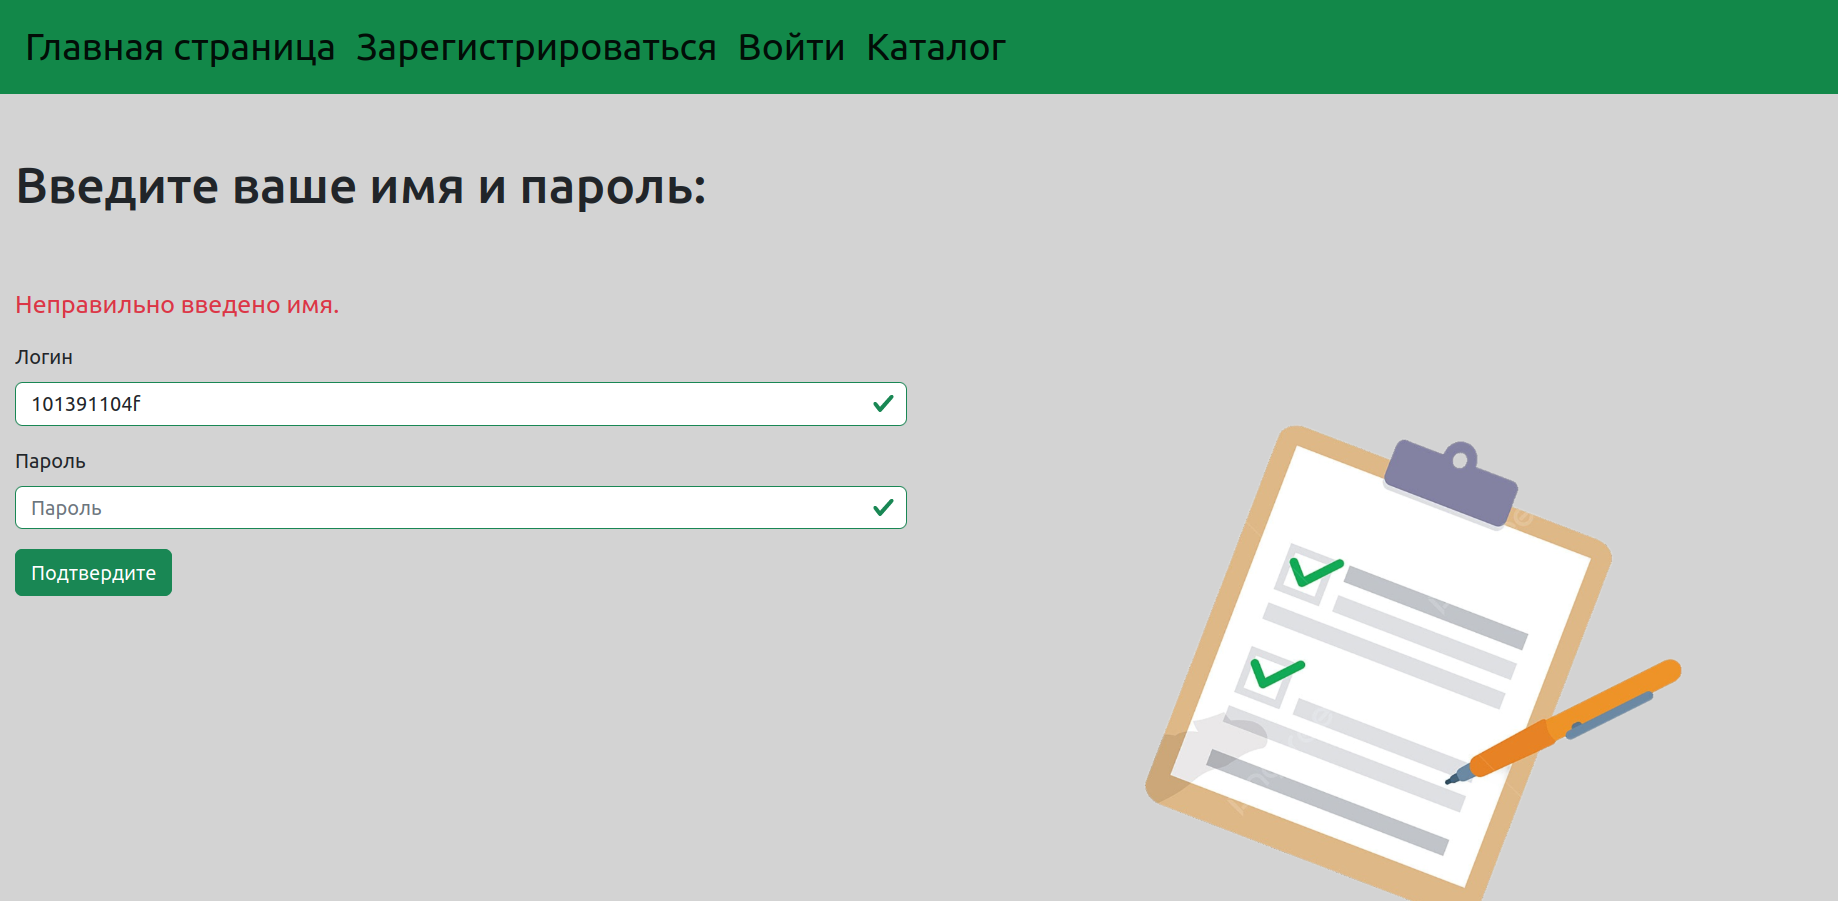 Главная страница Зарегистрироваться Войти Каталог
Введите ваше имя и пароль:
Неправильно введено имя.
Логин
101391104f
Пароль
Пароль
Подтвердите